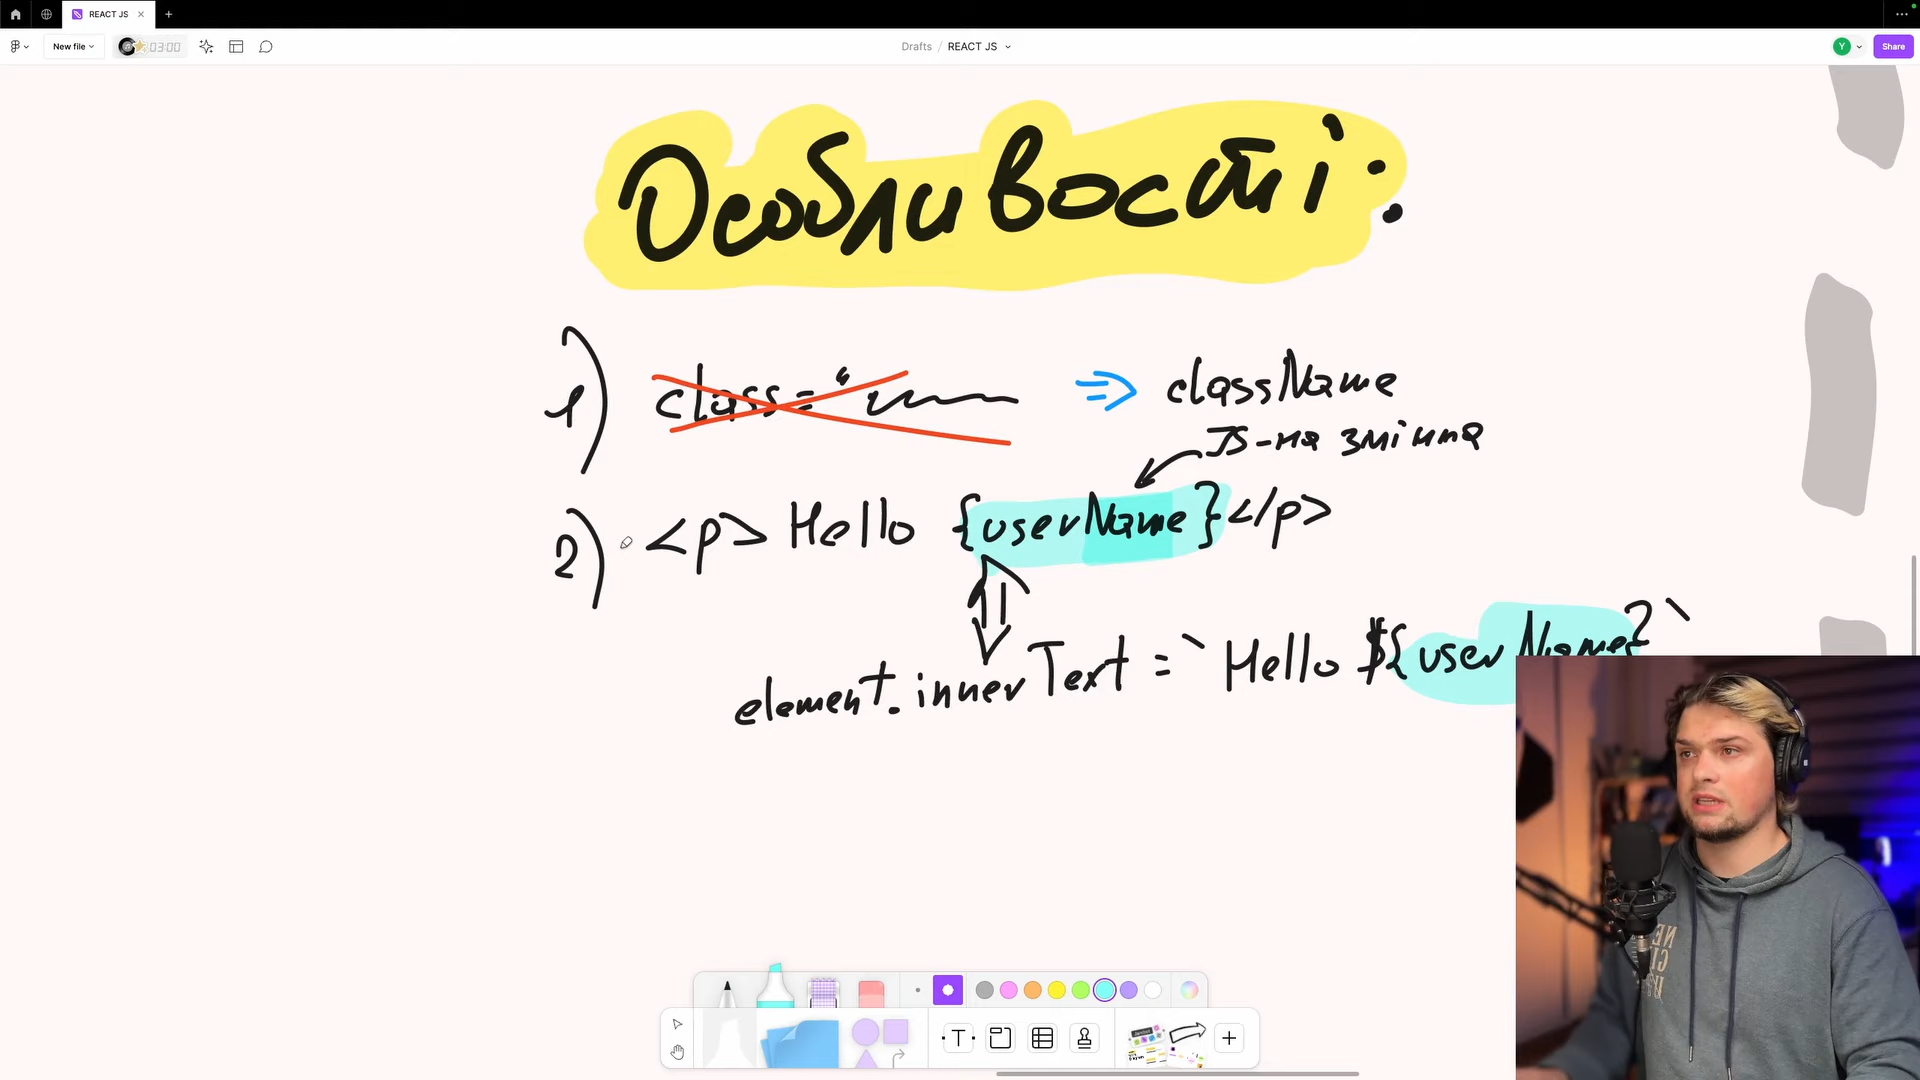 REACT JS
New file
03:00
Drafts / REACT JS
Y
Share
Особливості:
1) class = “ ⇒ className
JS-на змінна
2) <p> Hello {userName}</p>
element.innerText = ` Hello ${userName}`
T